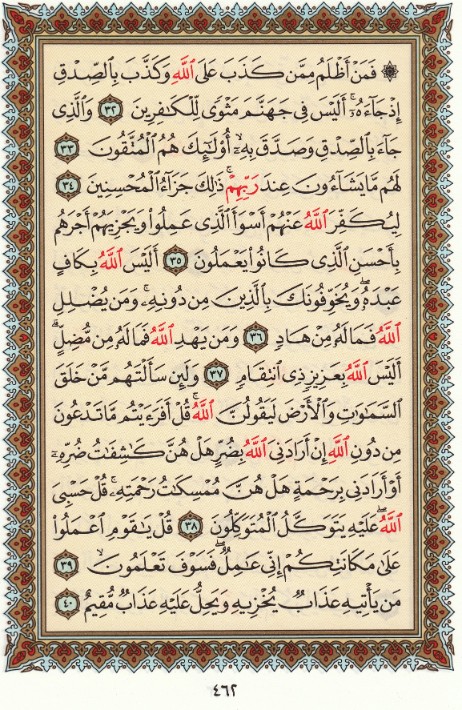 ۞ فَمَنْ أَظْلَمُ مِمَّن كَذَبَ عَلَى ٱللَّهِ وَكَذَّبَ بِٱلصِّدْقِ
إِذْ جَآءَهُۥٓ ۚ أَلَيْسَ فِى جَهَنَّمَ مَثْوًى لِّلْكَـٰفِرِينَ ٣٢ وَٱلَّذِى
جَآءَ بِٱلصِّدْقِ وَصَدَّقَ بِهِۦٓ ۙ أُو۟لَـٰٓئِكَ هُمُ ٱلْمُتَّقُونَ ٣٣
لَهُم مَّا يَشَآءُونَ عِندَ رَبِّهِمْ ۚ ذَٰلِكَ جَزَآءُ ٱلْمُحْسِنِينَ ٣٤
لِيُكَفِّرَ ٱللَّهُ عَنْهُمْ أَسْوَأَ ٱلَّذِى عَمِلُوا۟ وَيَجْزِيَهُمْ أَجْرَهُم
بِأَحْسَنِ ٱلَّذِى كَانُوا۟ يَعْمَلُونَ ٣٥ أَلَيْسَ ٱللَّهُ بِكَافٍ
عَبْدَهُۥ ۖ وَيُخَوِّفُونَكَ بِٱلَّذِينَ مِن دُونِهِۦ ۚ وَمَن يُضْلِلِ
ٱللَّهُ فَمَا لَهُۥ مِنْ هَادٍ ٣٦ وَمَن يَهْدِ ٱللَّهُ فَمَا لَهُۥ مِن مُّضِلٍّ ۗ
أَلَيْسَ ٱللَّهُ بِعَزِيزٍ ذِى ٱنتِقَامٍ ٣٧ وَلَئِن سَأَلْتَهُم مَّنْ خَلَقَ
ٱلسَّمَـٰوَٰتِ وَٱلْأَرْضَ لَيَقُولُنَّ ٱللَّهُ ۚ قُلْ أَفَرَءَيْتُم مَّا تَدْعُونَ
مِن دُونِ ٱللَّهِ إِنْ أَرَادَنِىَ ٱللَّهُ بِضُرٍّ هَلْ هُنَّ كَـٰشِفَـٰتُ ضُرِّهِۦٓ
أَوْ أَرَادَنِى بِرَحْمَةٍ هَلْ هُنَّ مُمْسِكَـٰتُ رَحْمَتِهِۦ ۚ قُلْ حَسْبِىَ
ٱللَّهُ ۖ عَلَيْهِ يَتَوَكَّلُ ٱلْمُتَوَكِّلُونَ ٣٨ قُلْ يَـٰقَوْمِ ٱعْمَلُوا۟
عَلَىٰ مَكَانَتِكُمْ إِنِّى عَـٰمِلٌ ۖ فَسَوْفَ تَعْلَمُونَ ۙ ٣٩
مَن يَأْتِيهِ عَذَابٌ يُخْزِيهِ وَيَحِلُّ عَلَيْهِ عَذَابٌ مُّقِيمٌ ٤٠
٤٦٢